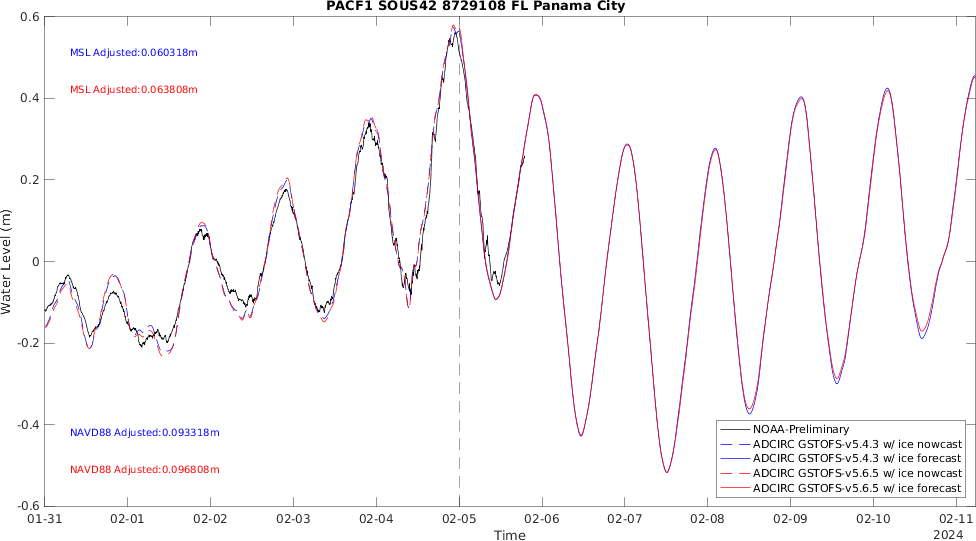 PACF1 SOUS42 8729108 FL Panama City
0.6
0.4
0.2
0
-0.2
-0.4
-0.6
Water Level (m)
MSL Adjusted:0.060318m
MSL Adjusted:0.063808m
NAVD88 Adjusted:0.093318m
NAVD88 Adjusted:0.096808m
NOAA-Preliminary
ADCIRC GSTOFS-v5.4.3 w/ ice nowcast
ADCIRC GSTOFS-v5.4.3 w/ ice forecast
ADCIRC GSTOFS-v5.6.5 w/ ice nowcast
ADCIRC GSTOFS-v5.6.5 w/ ice forecast
01-31 02-01 02-02 02-03 02-04 02-05 02-06 02-07 02-08 02-09 02-10 02-11
Time
2024